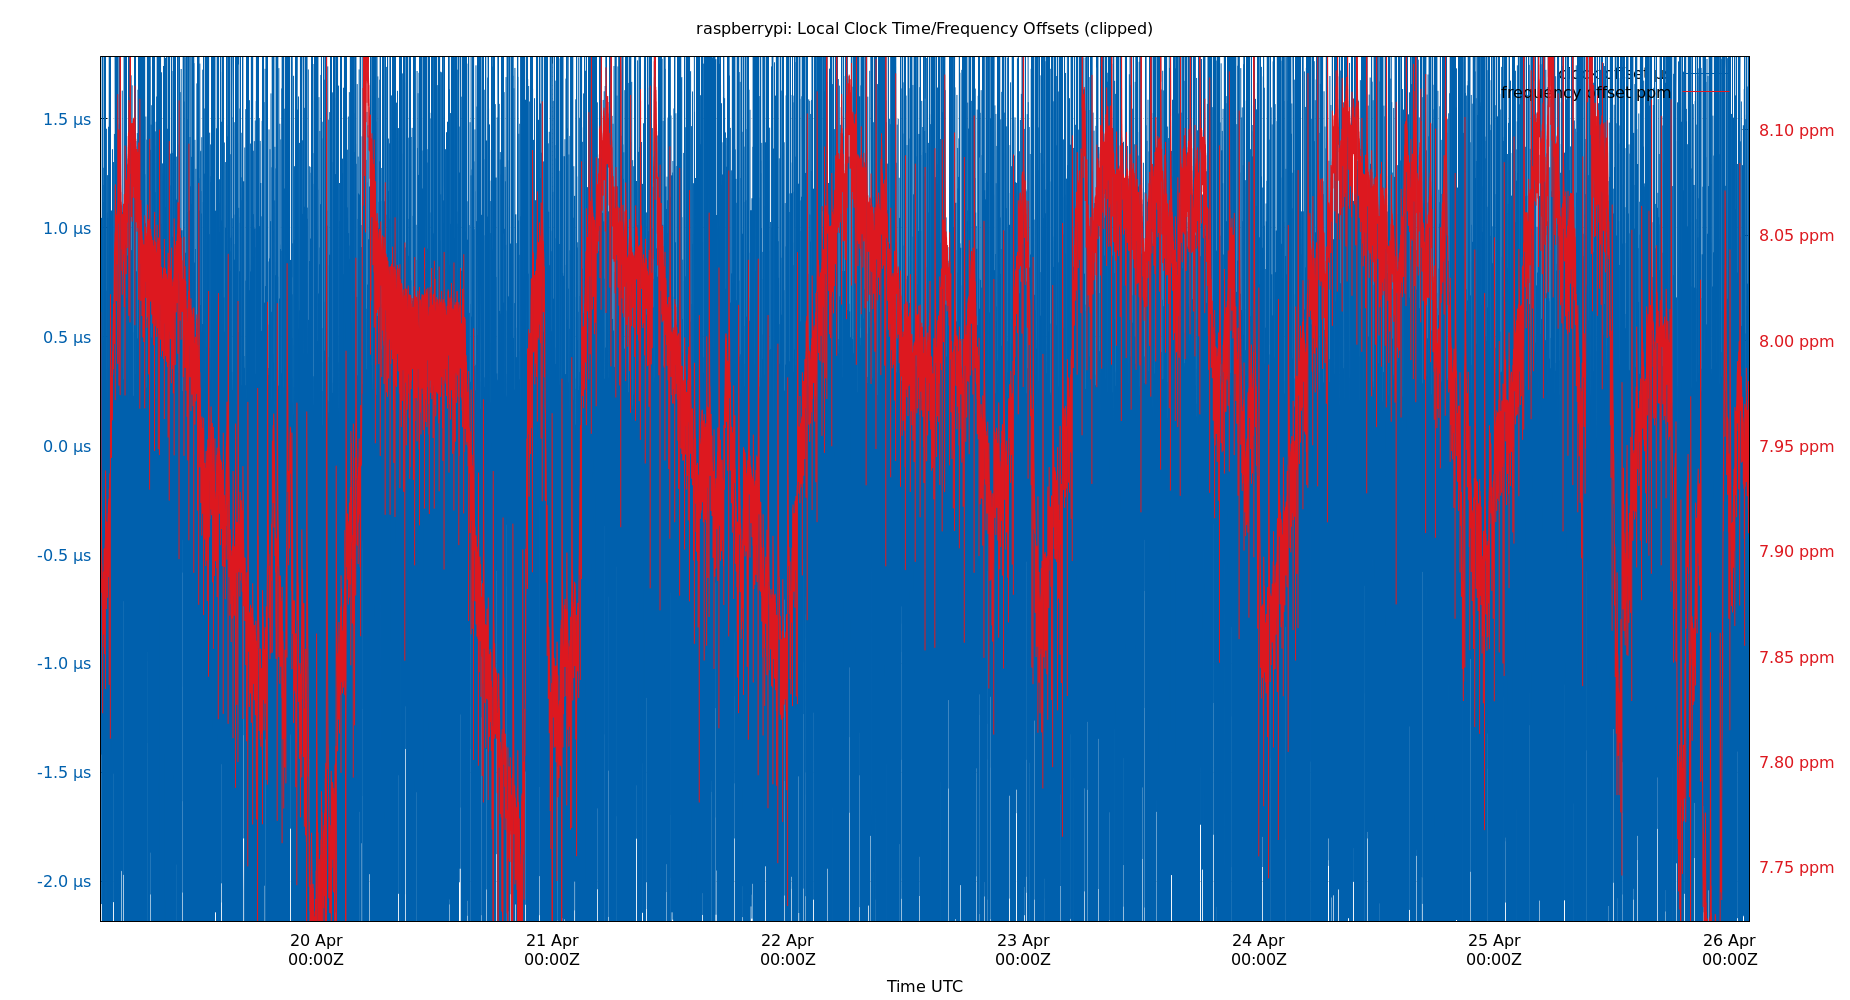 raspberrypi: Local Clock Time/Frequency Offsets (clipped)
frequency offset ppm
1.5 µs
1.0 µs
0.5 µs
0.0 µs
-0.5 µs
-1.0 µs
-1.5 µs
-2.0 µs
8.10 ppm
8.05 ppm
8.00 ppm
7.95 ppm
7.90 ppm
7.85 ppm
7.80 ppm
7.75 ppm
20 Apr 21 Apr 22 Apr 23 Apr 24 Apr 25 Apr 26 Apr
00:00Z 00:00Z 00:00Z 00:00Z 00:00Z 00:00Z 00:00Z
Time UTC